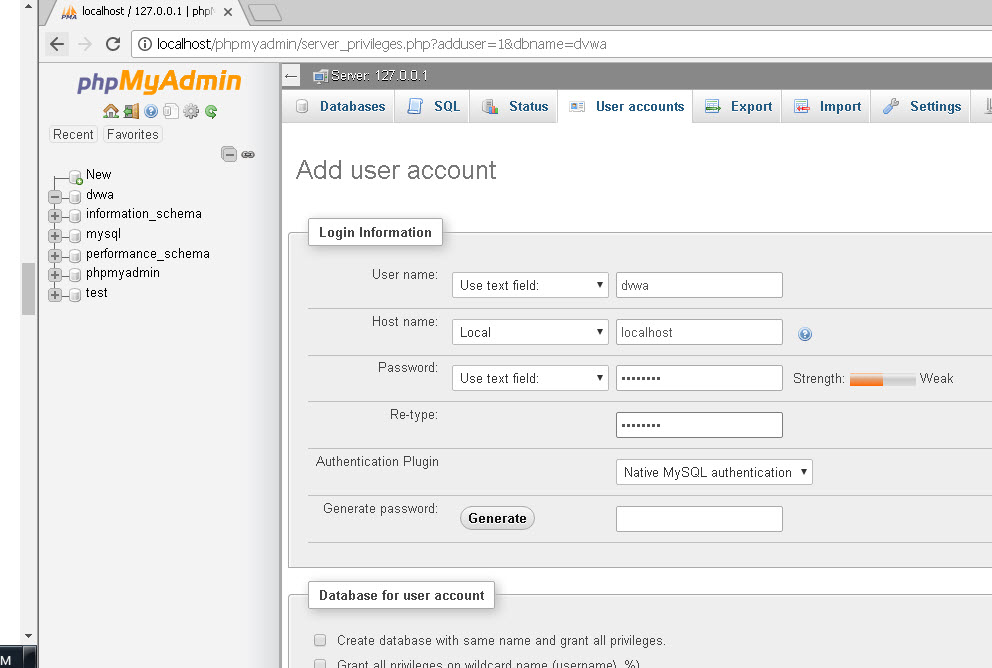 localhost / 127.0.0.1 | php
localhost/phpmyadmin/server_privileges.php?adduser=1&dbname=dvwa
phpMyAdmin
Recent Favorites
New
dvwa
information_schema
mysql
performance_schema
phpmyadmin
test
Server: 127.0.0.1
Databases SQL Status User accounts Export Import Settings
Add user account
Login Information
User name: Use text field: dvwa
Host name: Local localhost
Password: Use text field: •••••••• Strength: Weak
Re-type: ••••••••
Authentication Plugin Native MySQL authentication
Generate password: Generate
Database for user account
Create database with same name and grant all privileges.
Grant all privileges on wildcard name (username\_%).
M